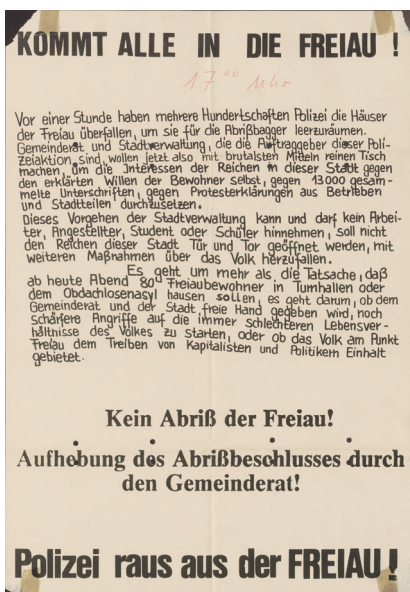 KOMMT ALLE IN DIE FREIAU !
17⁰⁰ Uhr
Vor einer Stunde haben mehrere Hundertschaften Polizei die Häuser
der Freiau überfallen, um sie für die Abrißbagger leerzuräumen.
Gemeinderat und Stadtverwaltung, die die Auftraggeber dieser Poli-
zeiaktion sind, wollen jetzt also mit brutalsten Mitteln reinen Tisch
machen, um die Interessen der Reichen in dieser Stadt gegen
den erklärten Willen der Bewohner selbst, gegen 13000 gesam-
melte Unterschriften, gegen Protesterklärungen aus Betrieben
und Stadtteilen durchzusetzen.
Dieses Vorgehen der Stadtverwaltung kann und darf kein Arbei-
ter, Angestellter, Student oder Schüler hinnehmen, soll nicht
den Reichen dieser Stadt Tür und Tor geöffnet werden, mit
weiteren Maßnahmen über das Volk herzufallen.
Es geht um mehr als die Tatsache, daß
ab heute Abend 80 Freiaubewohner in Turnhallen oder
dem Obdachlosenasyl hausen sollen, es geht darum, ob dem
Gemeinderat und der Stadt freie Hand gegeben wird, noch
schärfere Angriffe auf die immer schlechteren Lebensver-
hältnisse des Volkes zu starten, oder ob das Volk am Punkt
Freiau dem Treiben von Kapitalisten und Politikern Einhalt
gebietet.
Kein Abriß der Freiau!
Aufhebung des Abrißbeschlusses durch
den Gemeinderat!
Polizei raus aus der FREIAU !